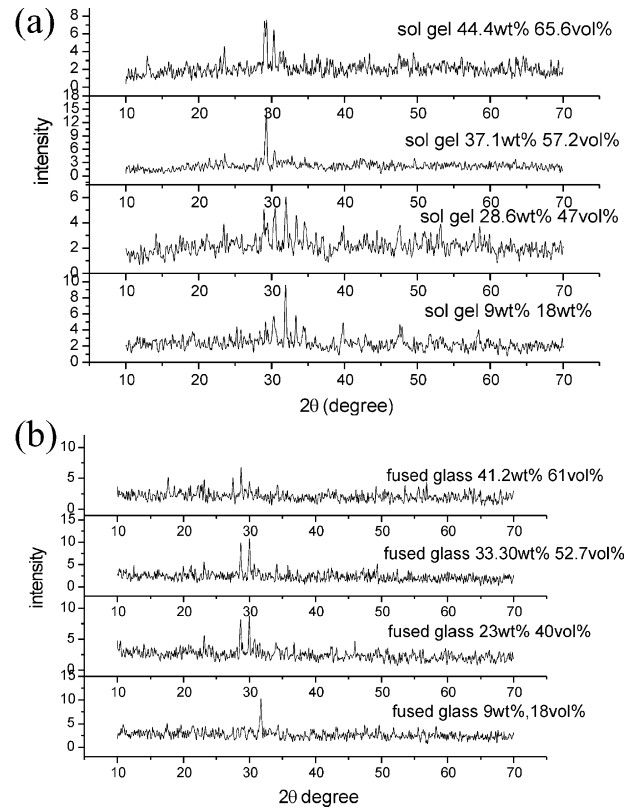 (a)
sol gel 44.4wt% 65.6vol%
8
6
4
2
0
10 20 30 40 50 60 70
sol gel 37.1wt% 57.2vol%
18
15
12
9
6
3
0
10 20 30 40 50 60 70
intensity
sol gel 28.6wt% 47vol%
6
4
2
0
10 20 30 40 50 60 70
sol gel 9wt% 18wt%
10
8
6
4
2
0
10 20 30 40 50 60 70
2θ (degree)
(b)
fused glass 41.2wt% 61vol%
10
5
0
10 20 30 40 50 60 70
fused glass 33.30wt% 52.7vol%
15
10
5
0
10 20 30 40 50 60 70
intensity
fused glass 23wt% 40vol%
10
5
0
10 20 30 40 50 60 70
fused glass 9wt%,18vol%
10
5
0
10 20 30 40 50 60 70
2θ degree